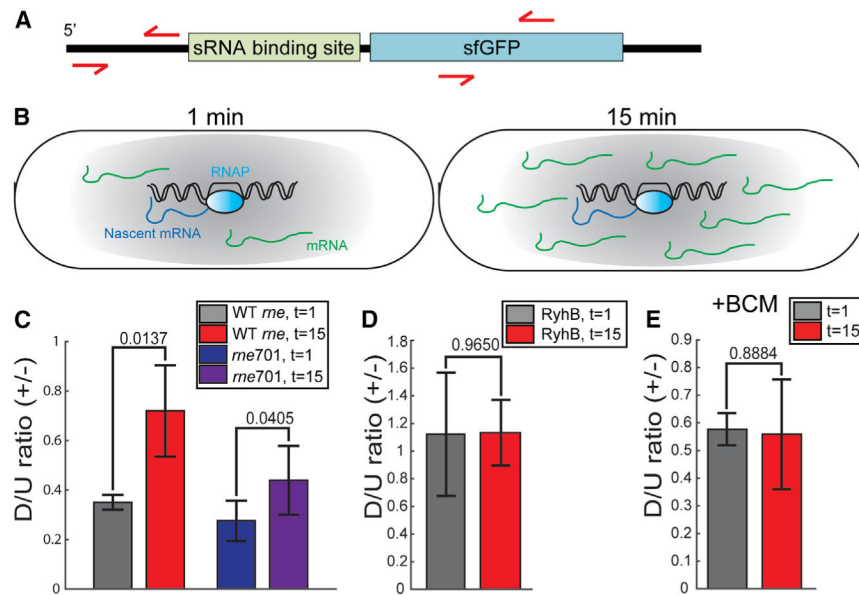 A
5’
sRNA binding site
sfGFP
B
1 min
15 min
RNAP
Nascent mRNA
mRNA
C
WT rne, t=1
WT rne, t=15
rne701, t=1
rne701, t=15
0.0137
0.0405
D/U ratio (+/-)
1
0.8
0.6
0.4
0.2
0
D
RyhB, t=1
RyhB, t=15
0.9650
D/U ratio (+/-)
1.8
1.6
1.4
1.2
1
0.8
0.6
0.4
0.2
0
E
+BCM
t=1
t=15
0.8884
D/U ratio (+/-)
0.9
0.8
0.7
0.6
0.5
0.4
0.3
0.2
0.1
0